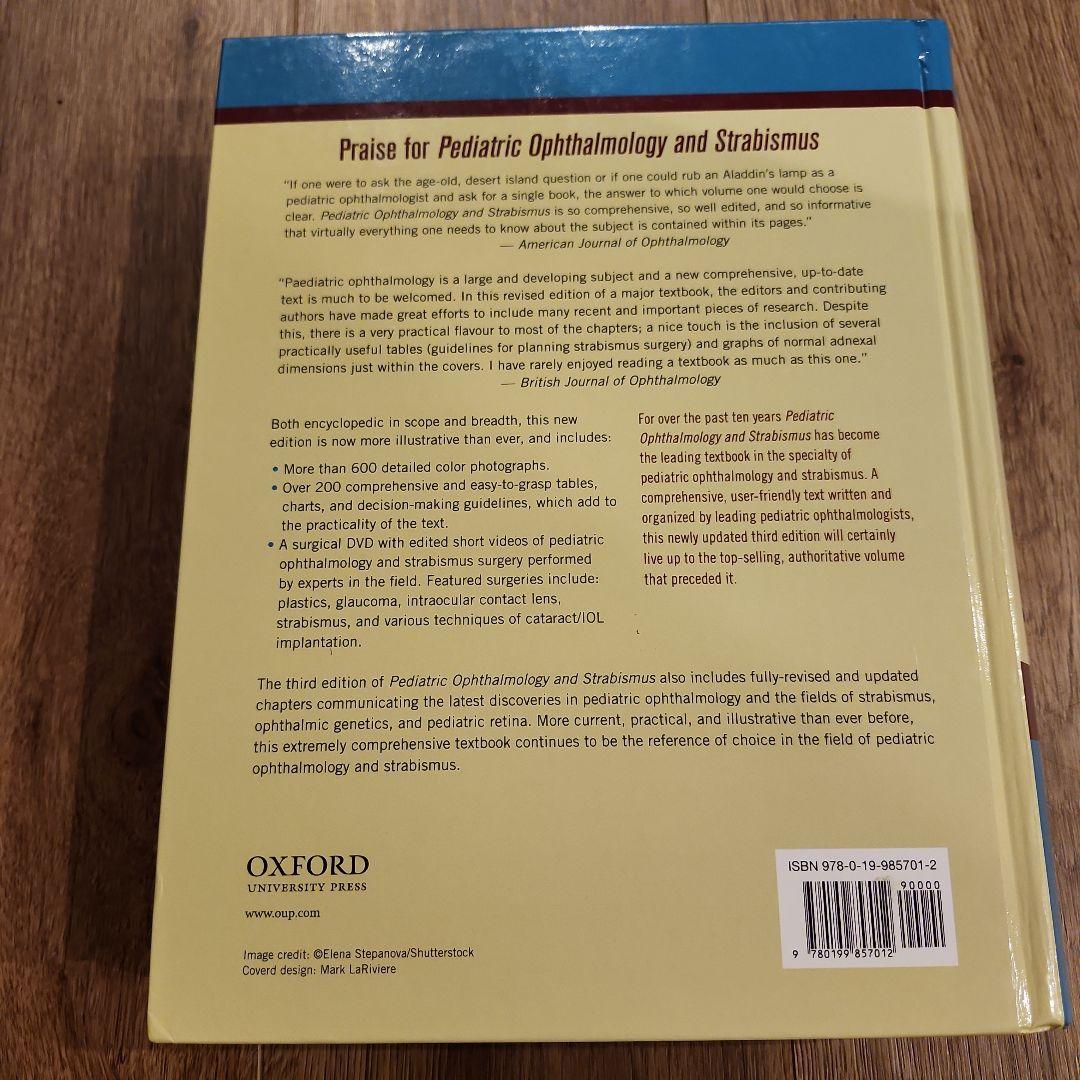 Praise for Pediatric Ophthalmology and Strabismus
“If one were to ask the age-old, desert island question or if one could rub an Aladdin's lamp as a
pediatric ophthalmologist and ask for a single book, the answer to which volume one would choose is
clear. Pediatric Ophthalmology and Strabismus is so comprehensive, so well edited, and so informative
that virtually everything one needs to know about the subject is contained within its pages.”
— American Journal of Ophthalmology
“Paediatric ophthalmology is a large and developing subject and a new comprehensive, up-to-date
text is much to be welcomed. In this revised edition of a major textbook, the editors and contributing
authors have made great efforts to include many recent and important pieces of research. Despite
this, there is a very practical flavour to most of the chapters; a nice touch is the inclusion of several
practically useful tables (guidelines for planning strabismus surgery) and graphs of normal adnexal
dimensions just within the covers. I have rarely enjoyed reading a textbook as much as this one.”
— British Journal of Ophthalmology
Both encyclopedic in scope and breadth, this new
edition is now more illustrative than ever, and includes:
• More than 600 detailed color photographs.
• Over 200 comprehensive and easy-to-grasp tables,
charts, and decision-making guidelines, which add to
the practicality of the text.
• A surgical DVD with edited short videos of pediatric
ophthalmology and strabismus surgery performed
by experts in the field. Featured surgeries include:
plastics, glaucoma, intraocular contact lens,
strabismus, and various techniques of cataract/IOL
implantation.
For over the past ten years Pediatric
Ophthalmology and Strabismus has become
the leading textbook in the specialty of
pediatric ophthalmology and strabismus. A
comprehensive, user-friendly text written and
organized by leading pediatric ophthalmologists,
this newly updated third edition will certainly
live up to the top-selling, authoritative volume
that preceded it.
The third edition of Pediatric Ophthalmology and Strabismus also includes fully-revised and updated
chapters communicating the latest discoveries in pediatric ophthalmology and the fields of strabismus,
ophthalmic genetics, and pediatric retina. More current, practical, and illustrative than ever before,
this extremely comprehensive textbook continues to be the reference of choice in the field of pediatric
ophthalmology and strabismus.
OXFORD
UNIVERSITY PRESS
www.oup.com
Image credit: ©Elena Stepanova/Shutterstock
Coverd design: Mark LaRiviere
ISBN 978-0-19-985701-2
90000
9 780199 857012